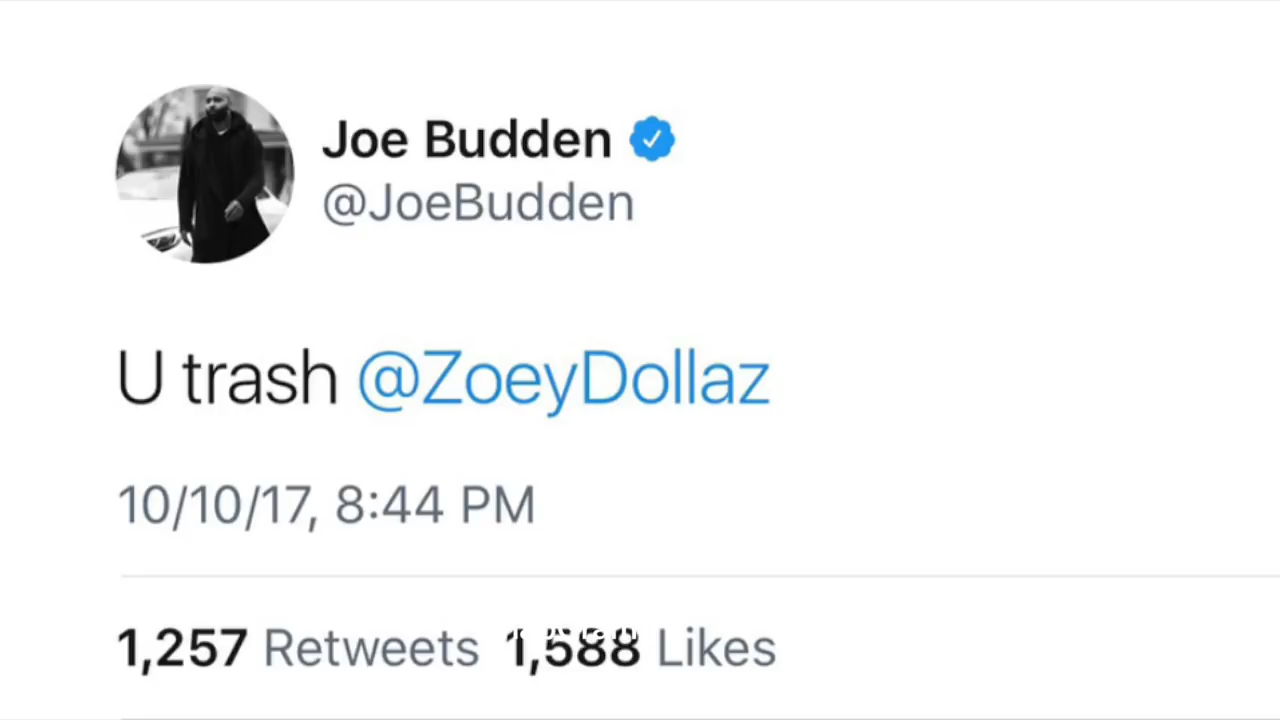 Joe Budden
@JoeBudden
U trash @ZoeyDollaz
10/10/17, 8:44 PM
1,257 Retweets 1,588 Likes